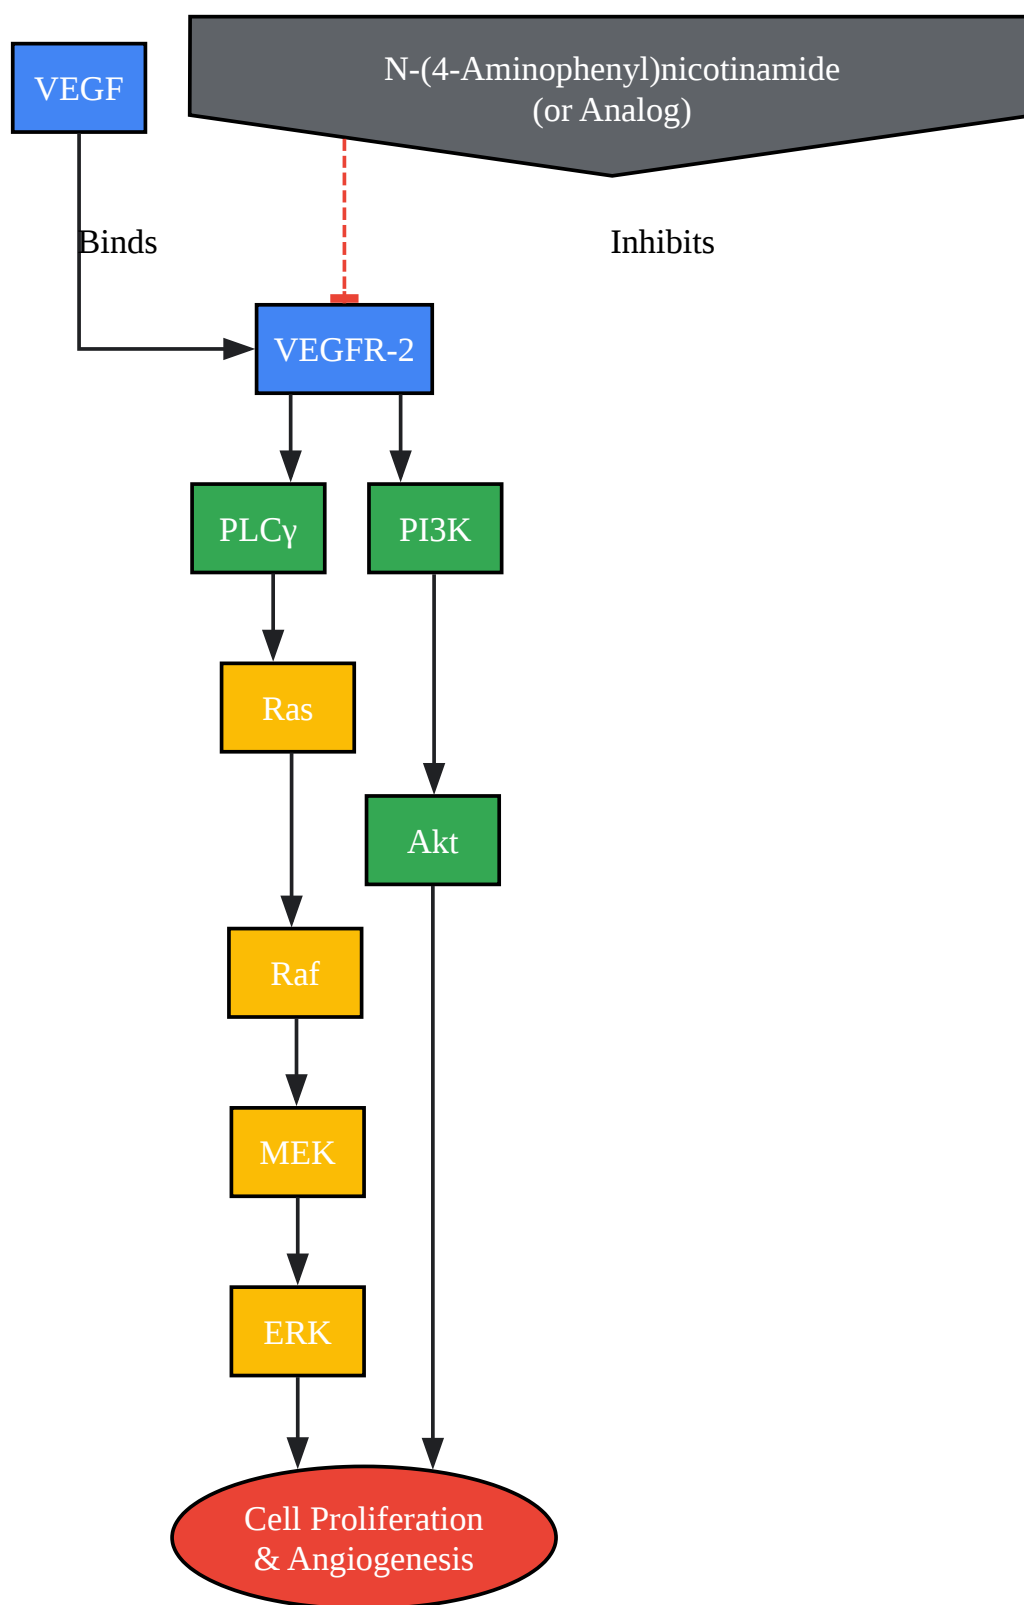 VEGF
N-(4-Aminophenyl)nicotinamide
(or Analog)
Binds
Inhibits
VEGFR-2
PLCγ
PI3K
Ras
Akt
Raf
MEK
ERK
Cell Proliferation
& Angiogenesis